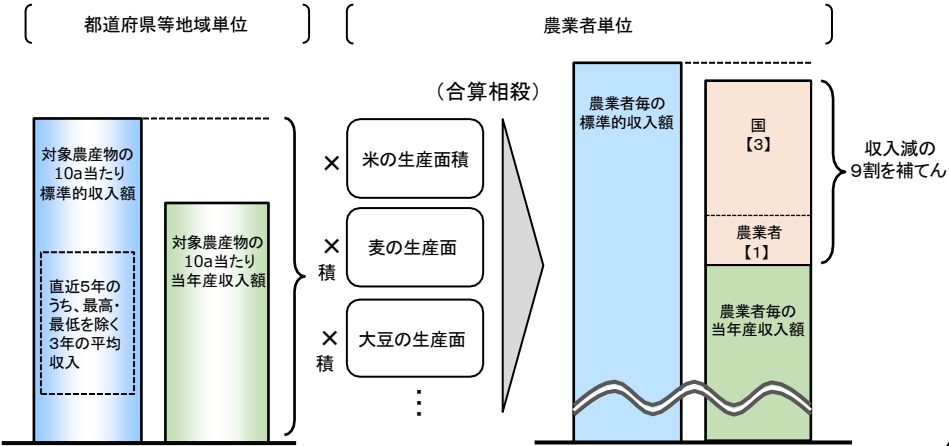 都道府県等地域単位
農業者単位
対象農産物の
10a当たり
標準的収入額
直近5年の
うち、最高・
最低を除く
3年の平均
収入
対象農産物の
10a当たり
当年産収入額
(合算相殺)
× 米の生産面積
× 麦の生産面
積
× 大豆の生産面
積
⋮
農業者毎の
標準的収入額
国
【3】
農業者
【1】
農業者毎の
当年産収入額
収入減の
9割を補てん